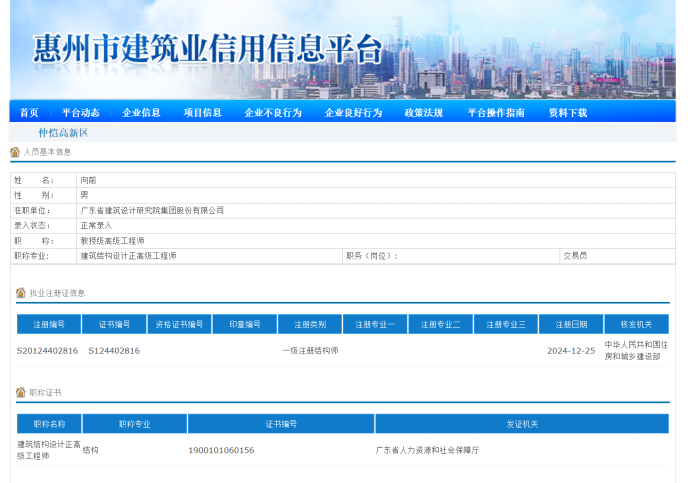 惠州市建筑业信用信息平台
首页 平台动态 企业信息 项目信息 企业不良行为 企业良好行为 政策法规 平台操作指南 资料下载
仲恺高新区
人员基本信息
姓 名： 向前
性 别： 男
在职单位： 广东省建筑设计研究院集团股份有限公司
录入状态： 正常录入
职 称： 教授级高级工程师
职称专业: 建筑结构设计正高级工程师 职务（岗位）: 交易员
执业注册证信息
注册编号 证书编号 资格证书编号 印章编号 注册类别 注册专业一 注册专业二 注册专业三 注册日期 核发机关
S20124402816 S124402816 一级注册结构师 2024-12-25 中华人民共和国住
房和城乡建设部
职称证书
职称名称 职称专业 证书编号 发证机关
建筑结构设计正高
级工程师 结构 1900101060156 广东省人力资源和社会保障厅